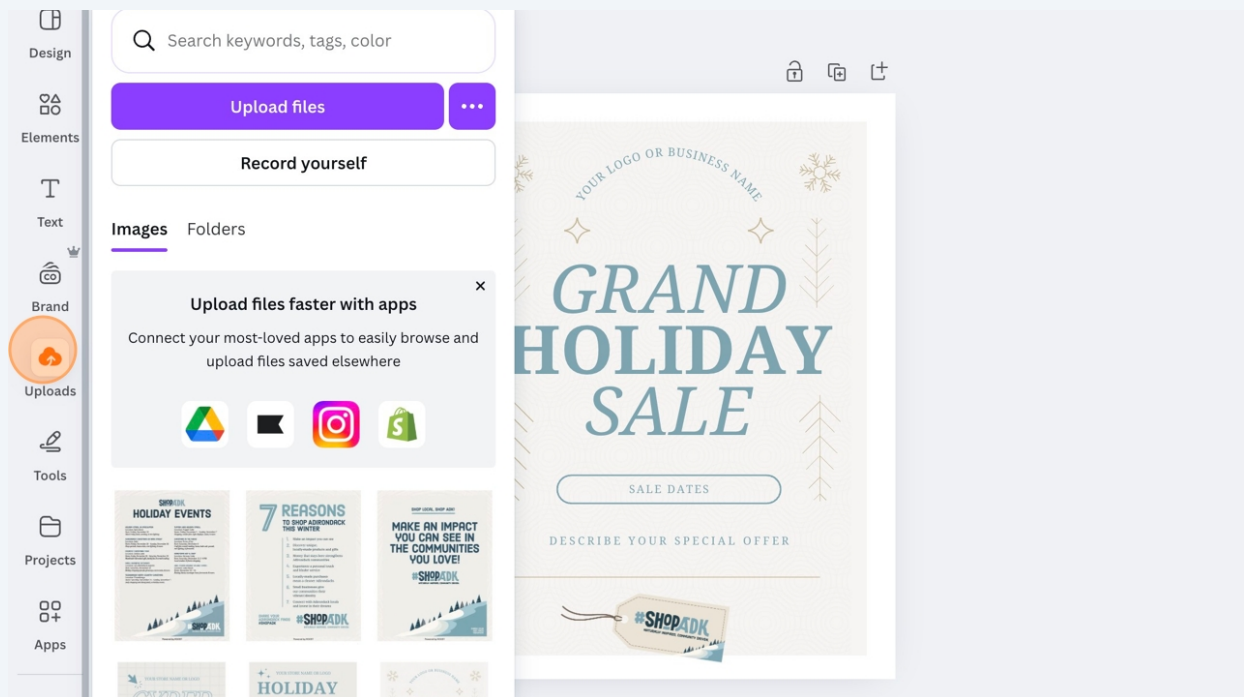 Design
Elements
Text
Brand
Uploads
Tools
Projects
Apps
Search keywords, tags, color
Upload files
Record yourself
Images
Folders
Upload files faster with apps
Connect your most-loved apps to easily browse and
upload files saved elsewhere
HOLIDAY EVENTS
7 REASONS
TO SHOP ADIRONDACK
THIS WINTER
#SHOPADK
SHOP LOCAL, SHOP ADK!
MAKE AN IMPACT
YOU CAN SEE IN
THE COMMUNITIES
YOU LOVE!
#SHOPADK
HOLIDAY
YOUR LOGO OR BUSINESS NAME
GRAND
HOLIDAY
SALE
SALE DATES
DESCRIBE YOUR SPECIAL OFFER
#SHOPADK